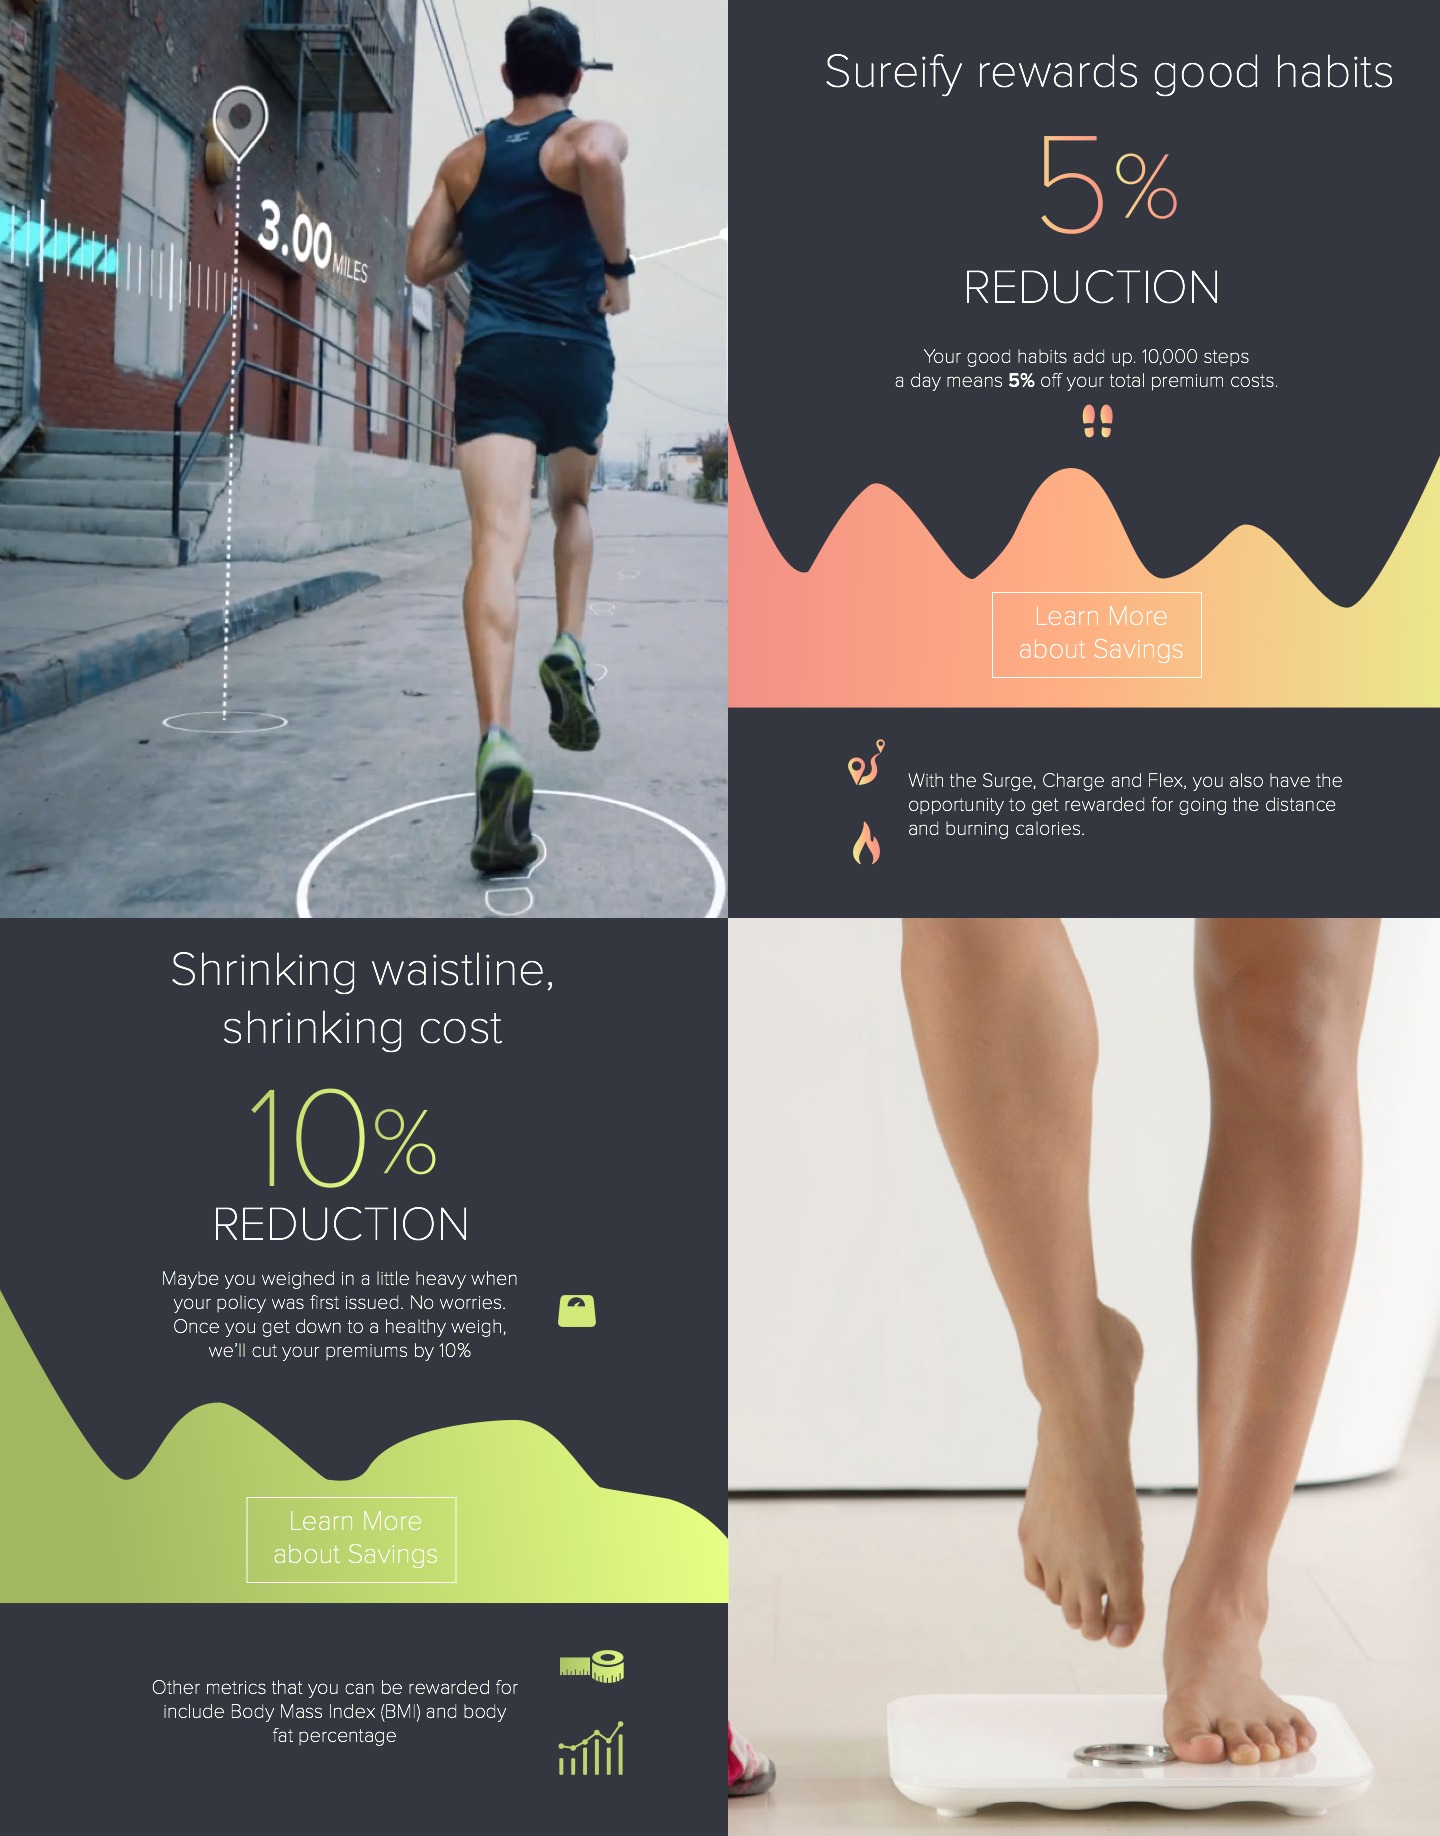 3.00 MILES
Sureify rewards good habits
5%
REDUCTION
Your good habits add up. 10,000 steps
a day means 5% off your total premium costs.
Learn More
about Savings
With the Surge, Charge and Flex, you also have the
opportunity to get rewarded for going the distance
and burning calories.
Shrinking waistline,
shrinking cost
10%
REDUCTION
Maybe you weighed in a little heavy when
your policy was first issued. No worries.
Once you get down to a healthy weigh,
we'll cut your premiums by 10%
Learn More
about Savings
Other metrics that you can be rewarded for
include Body Mass Index (BMI) and body
fat percentage